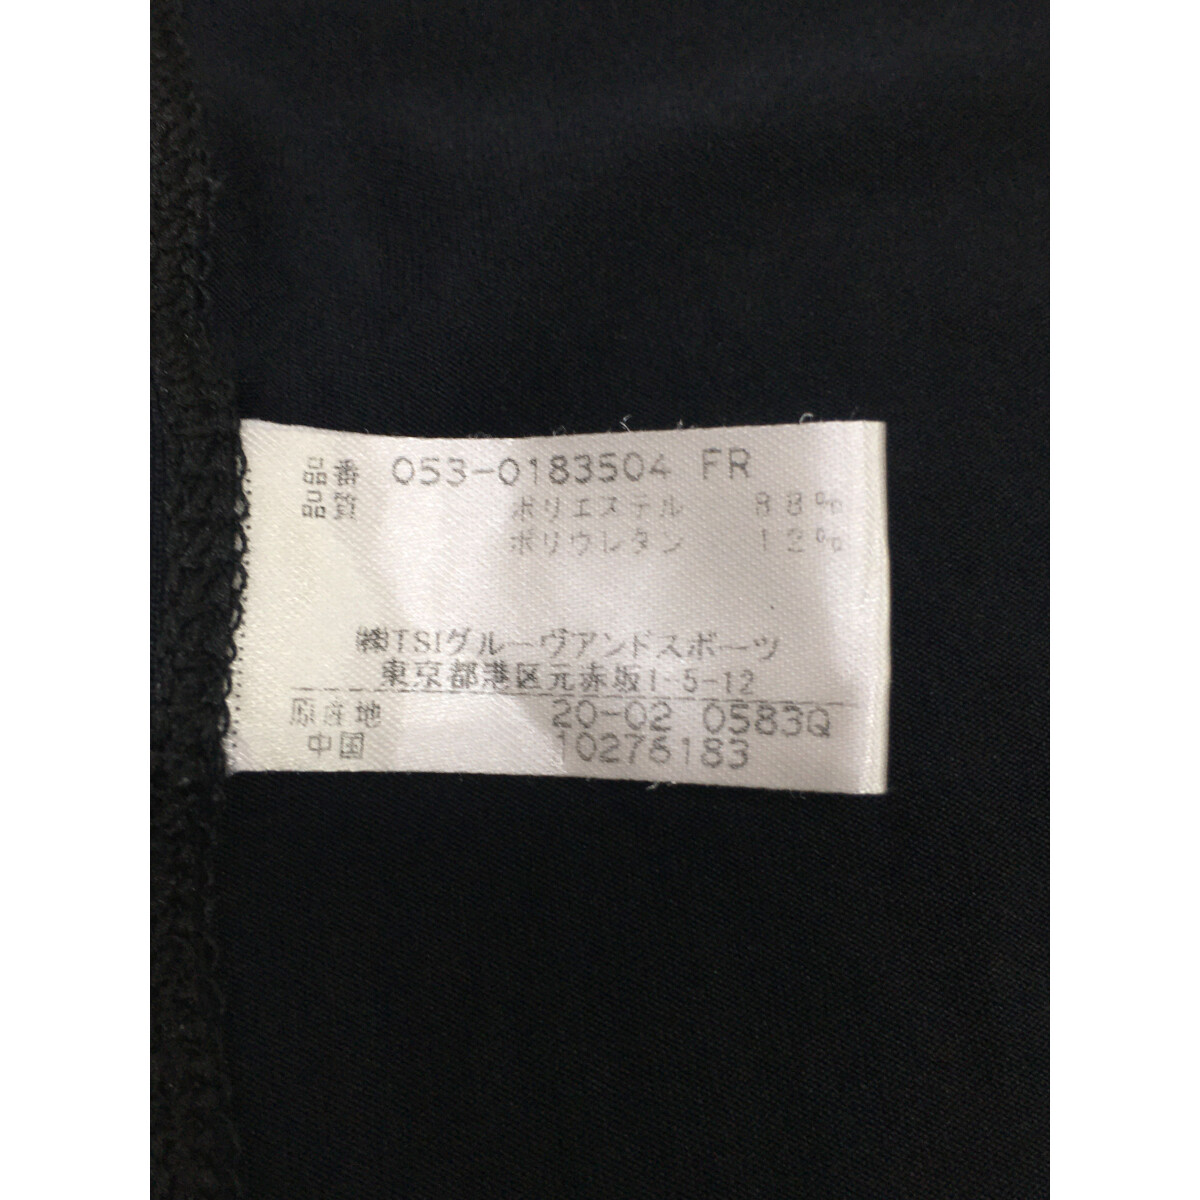 品番 053-0183504 FR
品質 ポリエステル 88%
ポリウレタン 12%
㈱TSIグルーヴアンドスポーツ
東京都港区元赤坂1-5-12
原産地 20-02 0583Q
中国 10276183